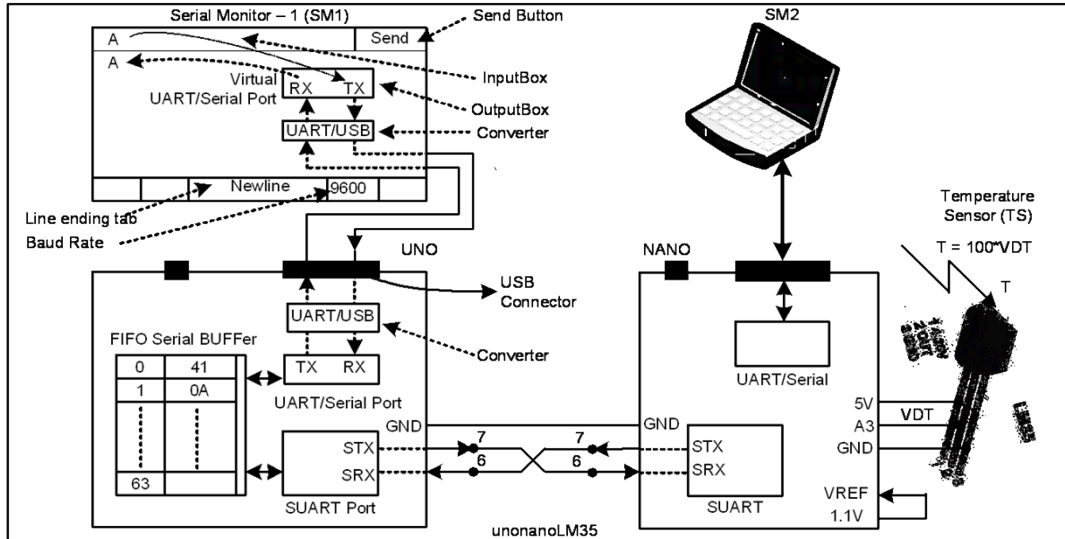 Serial Monitor – 1 (SM1)
Send Button
SM2
A
Send
A
InputBox
Virtual
UART/Serial Port
RX TX
OutputBox
UART/USB
Converter
Newline
9600
Line ending tab
Baud Rate
Temperature
Sensor (TS)
T = 100*VDT
T
UNO
NANO
USB
Connector
UART/USB
Converter
FIFO Serial BUFFer
0 41
1 0A
63
TX RX
UART/Serial Port
UART/Serial
GND
GND
5V
A3
GND
VDT
STX
SRX
SUART Port
7
6
7
6
STX
SRX
SUART
VREF
1.1V
unonanoLM35